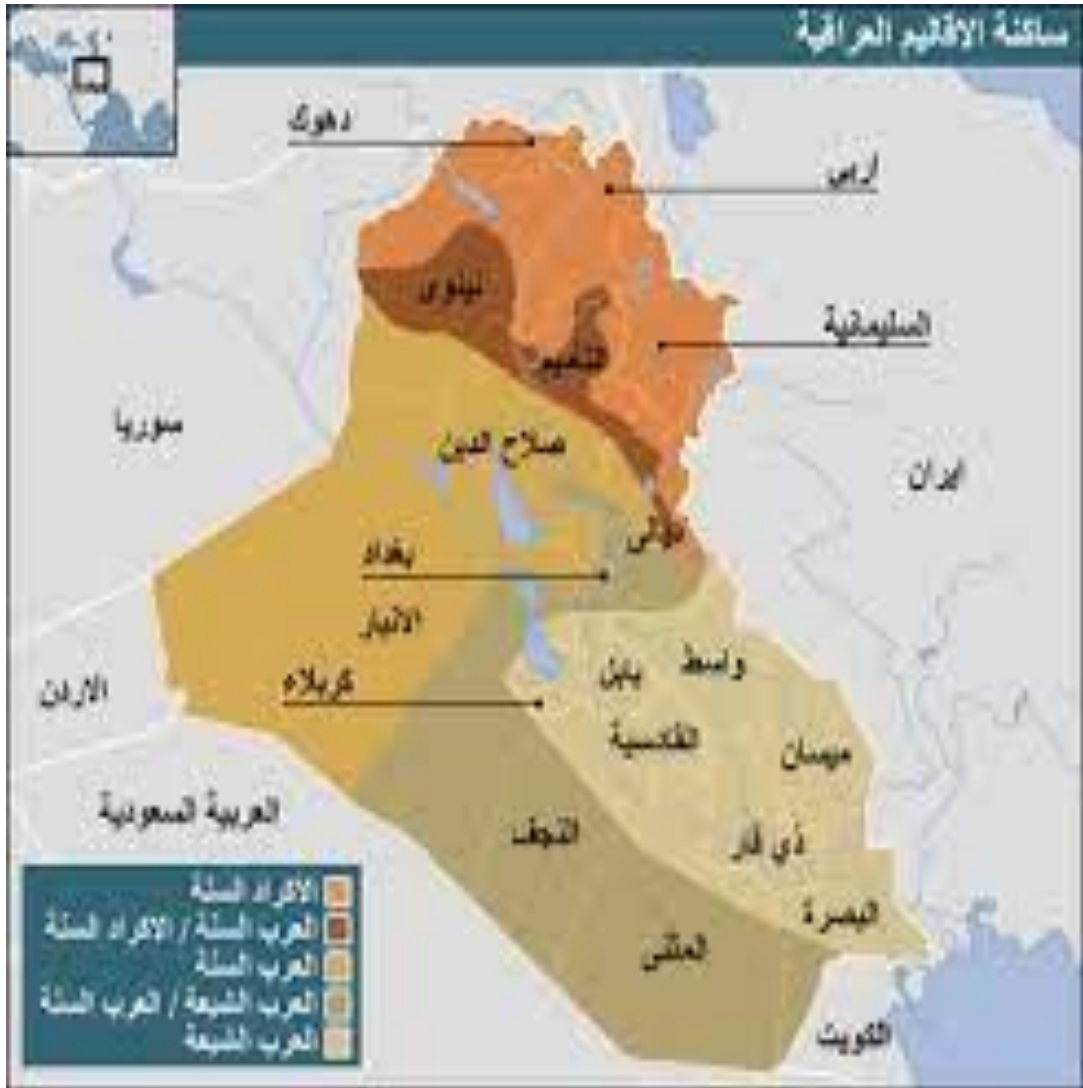 ساكنة الاقاليم العراقية
دهوك
اربي
نينوى
السليمانية
التاميم
سوريا
صلاح الدين
ايران
ديالى
بغداد
الانبار
واسط
بابل
كربلاء
الاردن
القادسية
ميسان
العربية السعودية
النجف
ذي قار
البصرة
المثنى
الكويت
الاكراد السنة
العرب السنة / الاكراد السنة
العرب السنة
العرب الشيعة / العرب السنة
العرب الشيعة